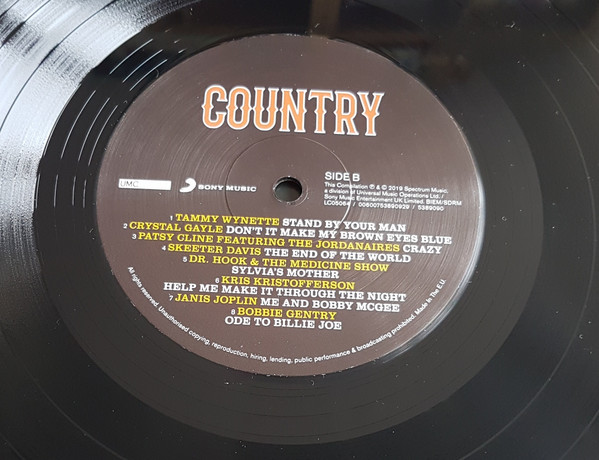 COUNTRY
UMC
SONY MUSIC
SIDE B
This Compilation ℗ & © 2019 Spectrum Music,
a division of Universal Music Operations Ltd. /
Sony Music Entertainment UK Limited. BIEM/SDRM
LC05064 / 00600753890929 / 5389090
1 TAMMY WYNETTE STAND BY YOUR MAN
2 CRYSTAL GAYLE DON'T IT MAKE MY BROWN EYES BLUE
3 PATSY CLINE FEATURING THE JORDANAIRES CRAZY
4 SKEETER DAVIS THE END OF THE WORLD
5 DR. HOOK & THE MEDICINE SHOW
SYLVIA'S MOTHER
6 KRIS KRISTOFFERSON
HELP ME MAKE IT THROUGH THE NIGHT
7 JANIS JOPLIN ME AND BOBBY MCGEE
8 BOBBIE GENTRY
ODE TO BILLIE JOE
All rights reserved. Unauthorised copying, reproduction, hiring, lending, public performance & broadcasting prohibited. Made in The E.U.